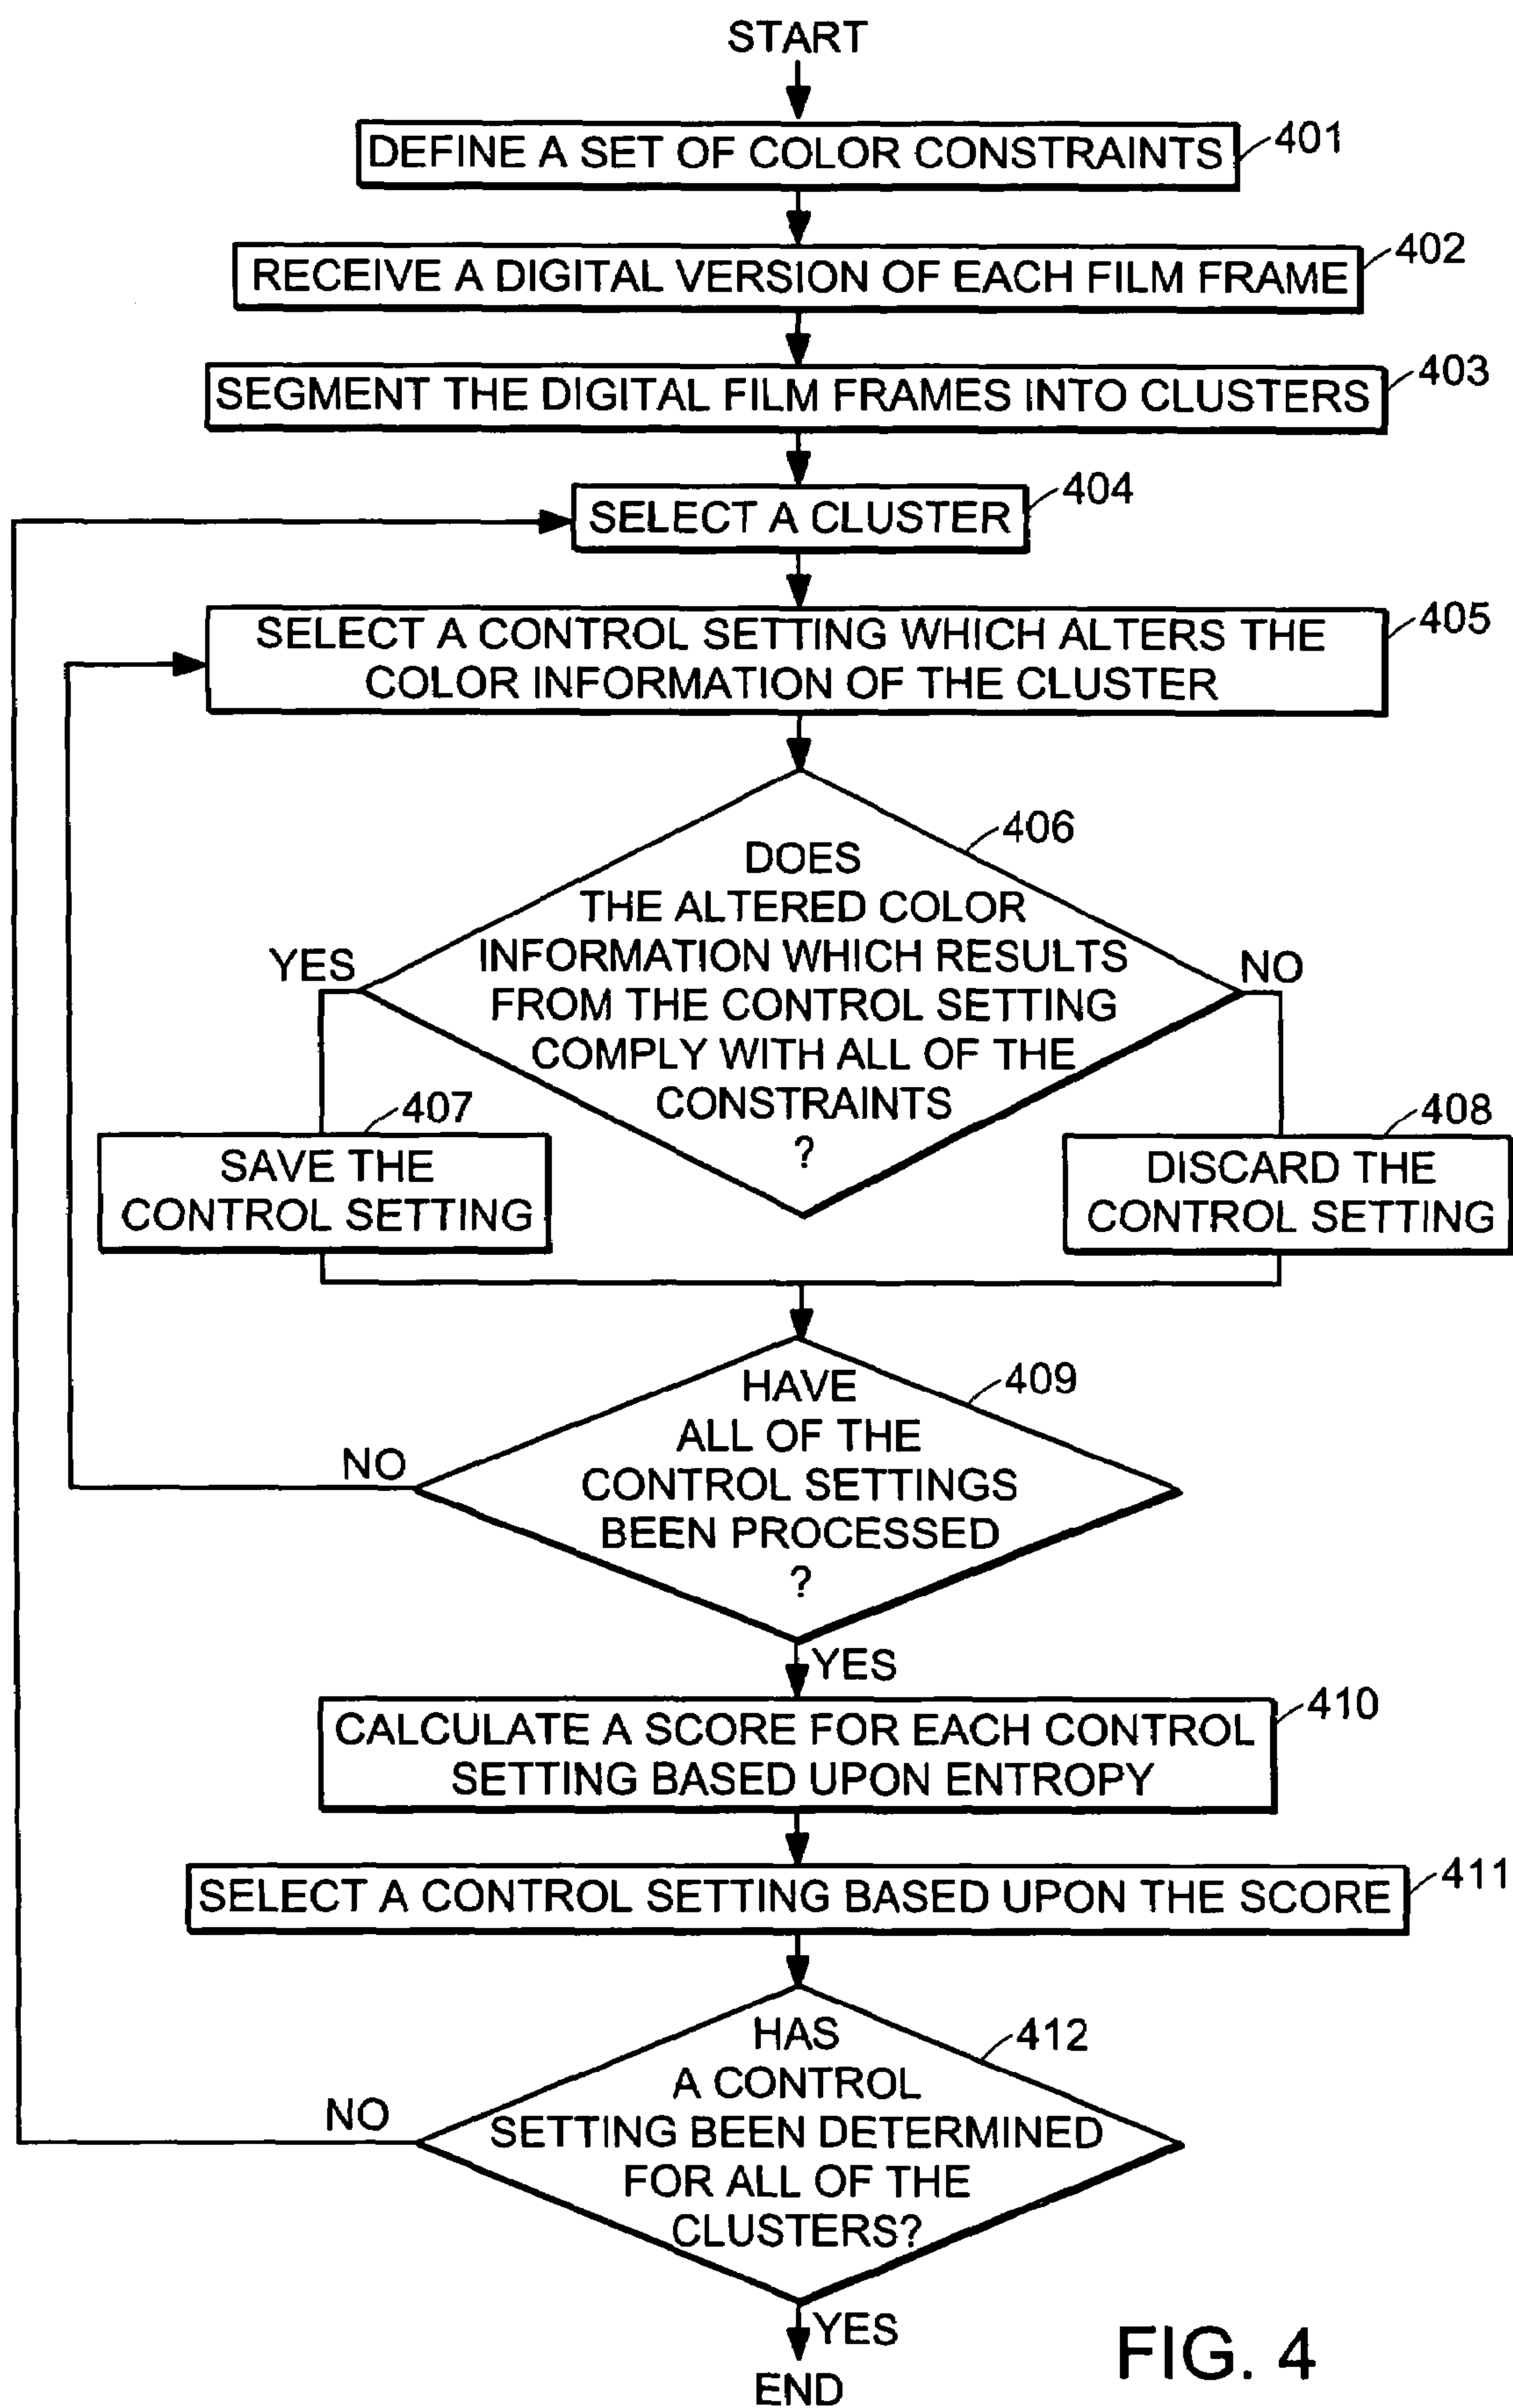 START
DEFINE A SET OF COLOR CONSTRAINTS
401
RECEIVE A DIGITAL VERSION OF EACH FILM FRAME
402
SEGMENT THE DIGITAL FILM FRAMES INTO CLUSTERS
403
SELECT A CLUSTER
404
SELECT A CONTROL SETTING WHICH ALTERS THE
COLOR INFORMATION OF THE CLUSTER
405
406
DOES
THE ALTERED COLOR
INFORMATION WHICH RESULTS
FROM THE CONTROL SETTING
COMPLY WITH ALL OF THE
CONSTRAINTS
?
YES
NO
407
SAVE THE
CONTROL SETTING
408
DISCARD THE
CONTROL SETTING
409
HAVE
ALL OF THE
CONTROL SETTINGS
BEEN PROCESSED
?
NO
YES
CALCULATE A SCORE FOR EACH CONTROL
SETTING BASED UPON ENTROPY
410
SELECT A CONTROL SETTING BASED UPON THE SCORE
411
412
HAS
A CONTROL
SETTING BEEN DETERMINED
FOR ALL OF THE
CLUSTERS?
NO
YES
END
FIG. 4